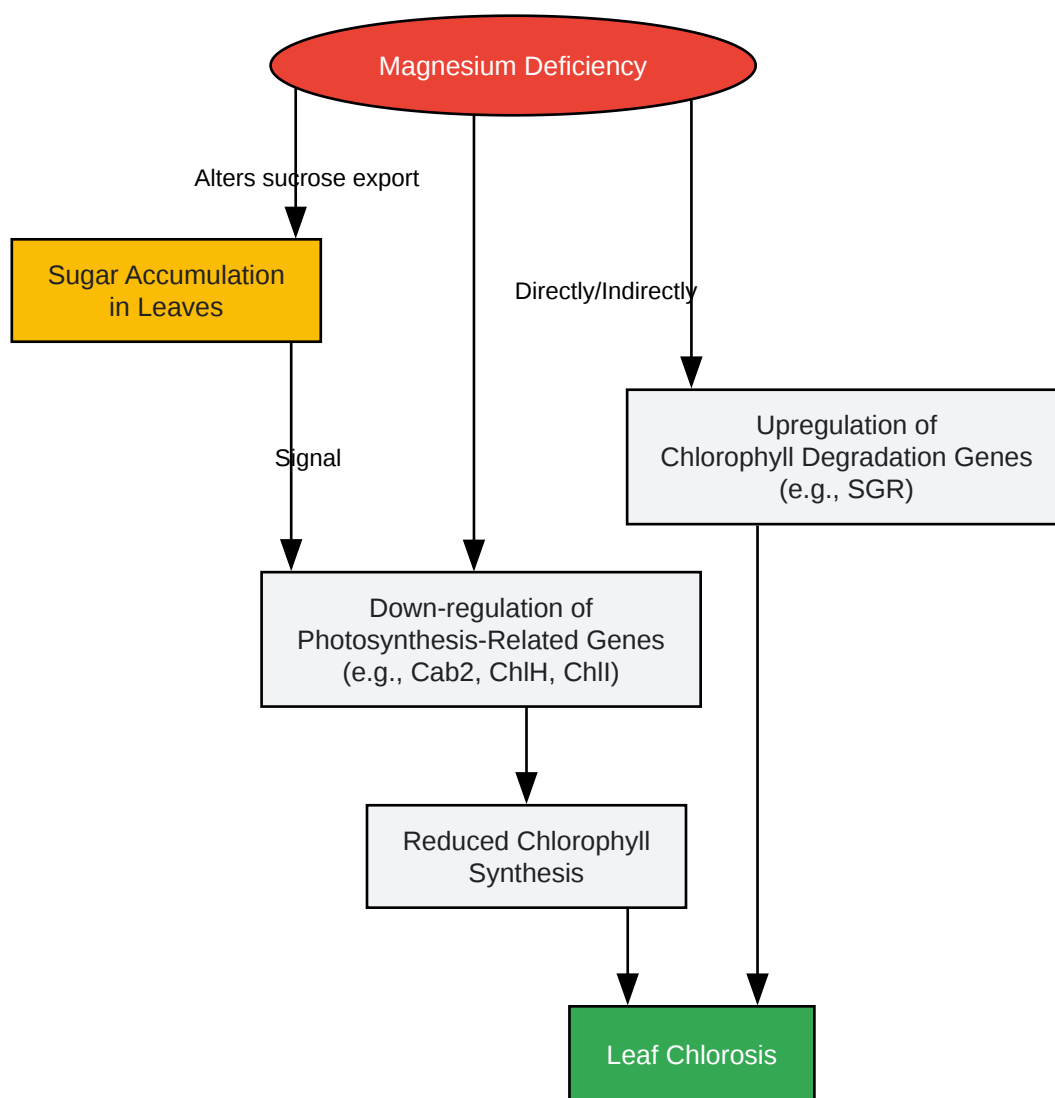 Magnesium Deficiency
Alters sucrose export
Sugar Accumulation
in Leaves
Directly/Indirectly
Upregulation of
Chlorophyll Degradation Genes
(e.g., SGR)
Signal
Down-regulation of
Photosynthesis-Related Genes
(e.g., Cab2, ChlH, ChlI)
Reduced Chlorophyll
Synthesis
Leaf Chlorosis